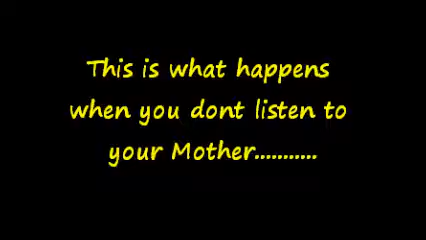 This is what happens
when you dont listen to
your Mother...........